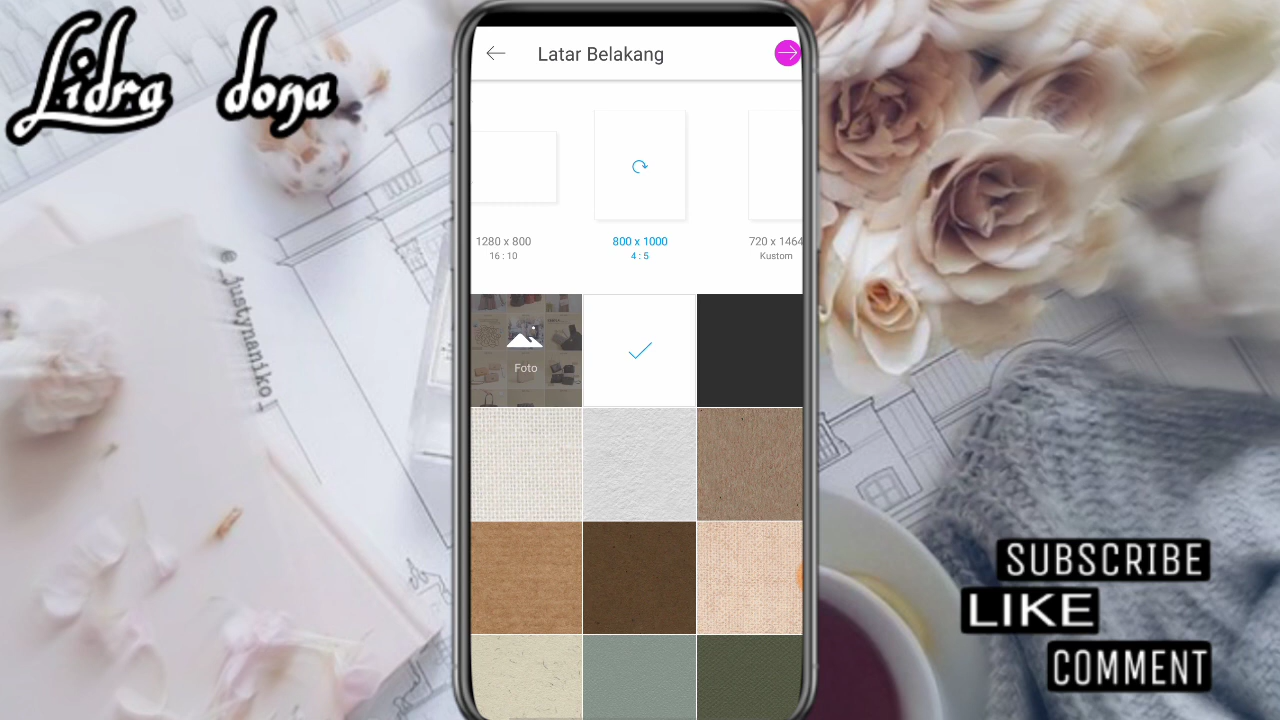 Lidra dona
Latar Belakang
1280 x 800
16 : 10
800 x 1000
4 : 5
720 x 1464
Kustom
Foto
@_justynaniko_
SUBSCRIBE
LIKE
COMMENT